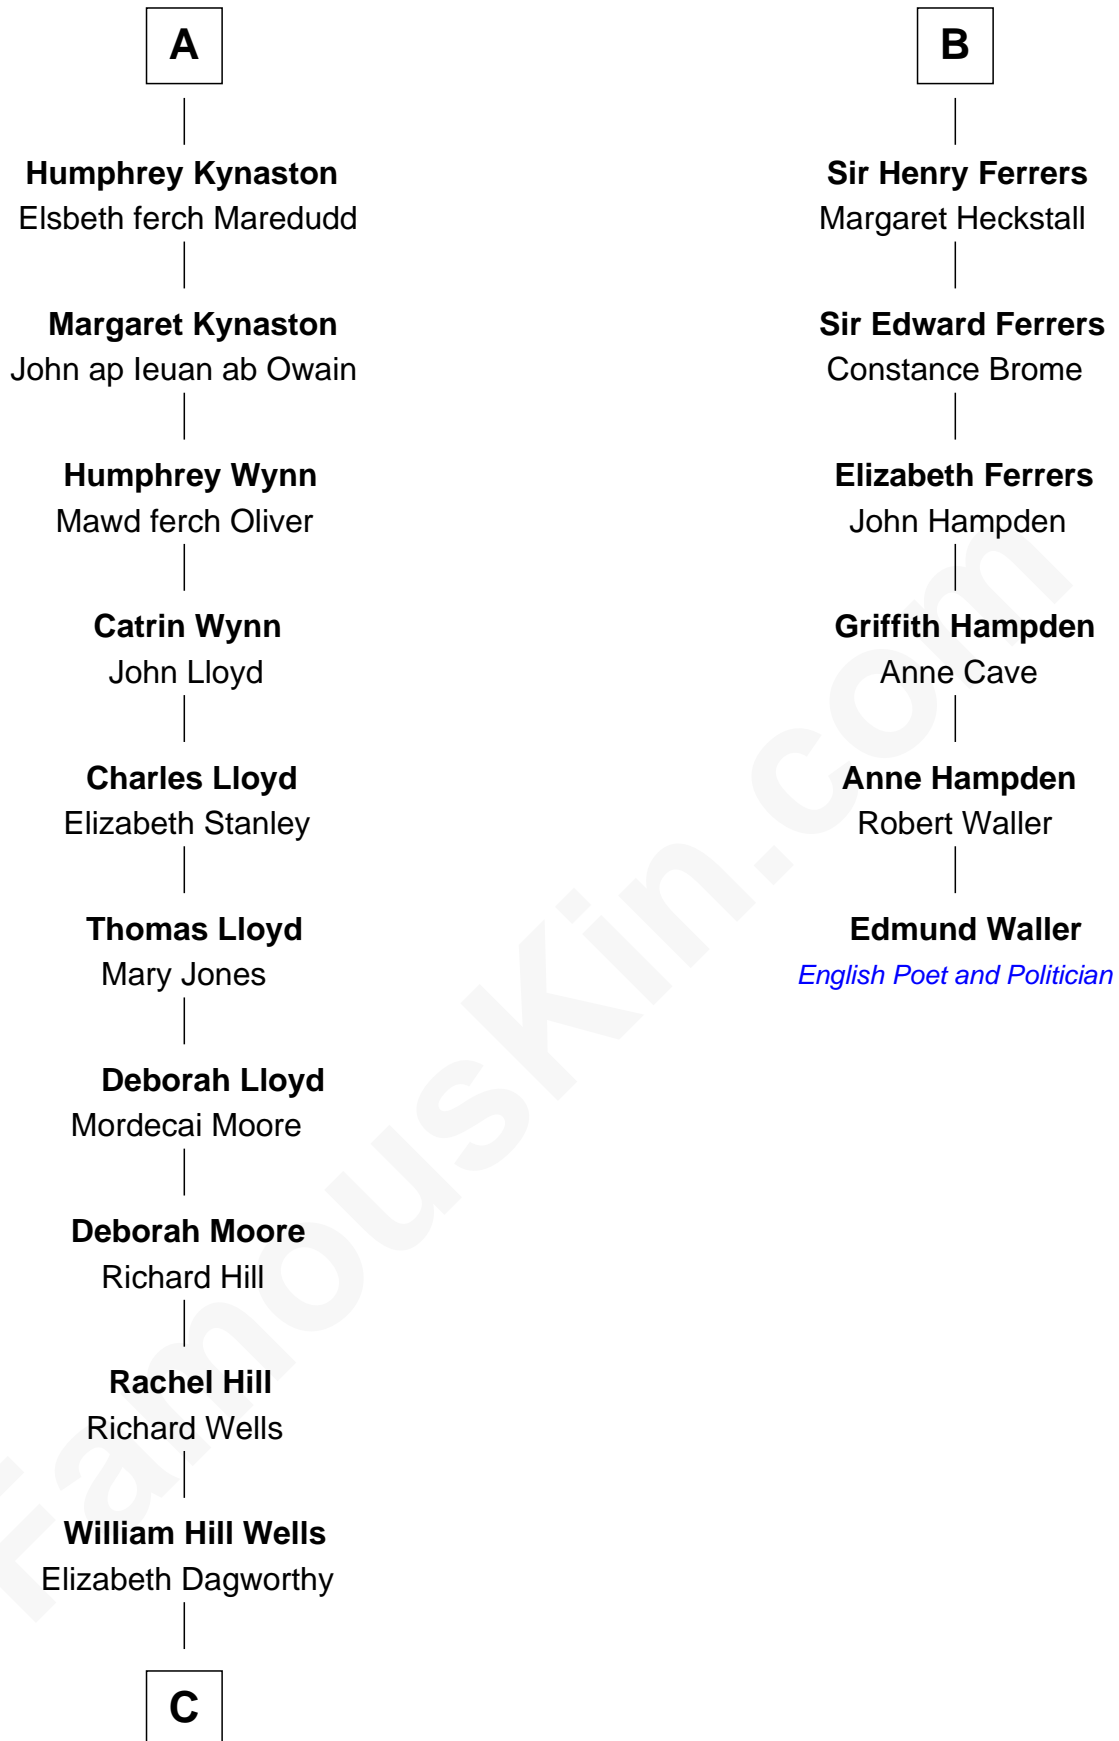 A
Humphrey Kynaston
Elsbeth ferch Maredudd
Margaret Kynaston
John ap Ieuan ab Owain
Humphrey Wynn
Mawd ferch Oliver
Catrin Wynn
John Lloyd
Charles Lloyd
Elizabeth Stanley
Thomas Lloyd
Mary Jones
Deborah Lloyd
Mordecai Moore
Deborah Moore
Richard Hill
Rachel Hill
Richard Wells
William Hill Wells
Elizabeth Dagworthy
C
B
Sir Henry Ferrers
Margaret Heckstall
Sir Edward Ferrers
Constance Brome
Elizabeth Ferrers
John Hampden
Griffith Hampden
Anne Cave
Anne Hampden
Robert Waller
Edmund Waller
English Poet and Politician
FamousKin.com